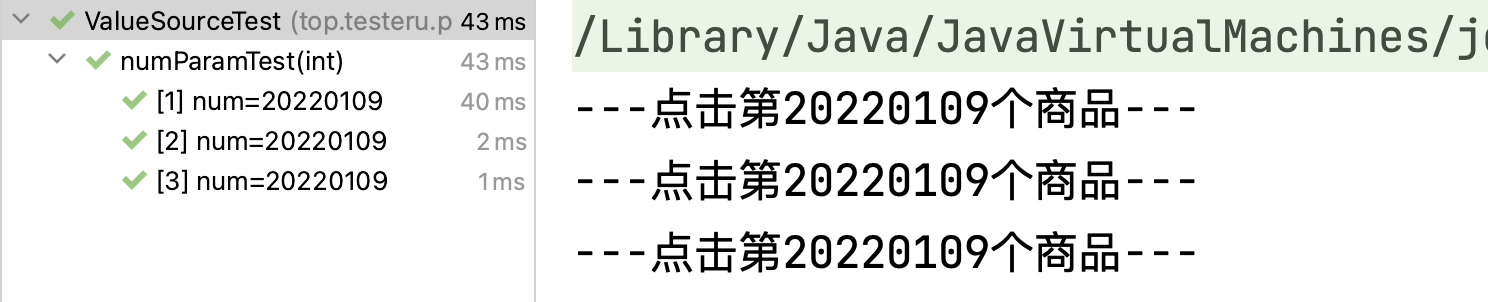 ValueSourceTest (top.testeru.p 43 ms
numParamTest(int) 43 ms
[1] num=20220109 40 ms
[2] num=20220109 2 ms
[3] num=20220109 1 ms
/Library/Java/JavaVirtualMachines/jd
---点击第20220109个商品---
---点击第20220109个商品---
---点击第20220109个商品---